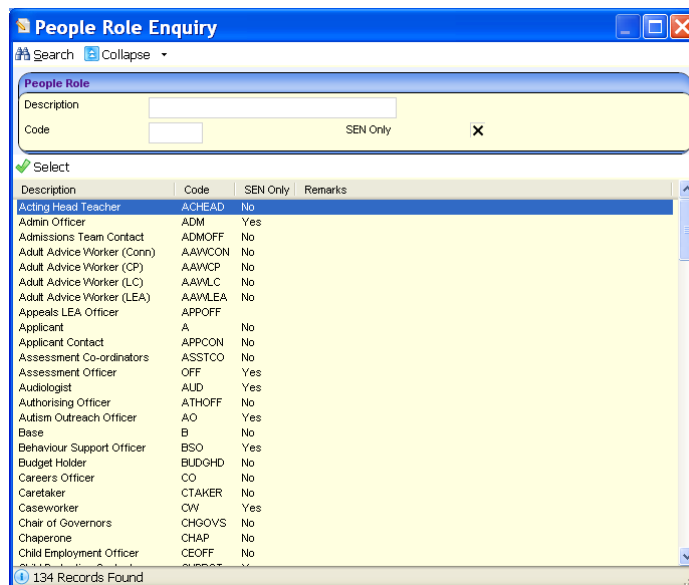 People Role Enquiry
Search Collapse
People Role
Description
Code SEN Only
Select
Description Code SEN Only Remarks
Acting Head Teacher ACHEAD No
Admin Officer ADM Yes
Admissions Team Contact ADMOFF No
Adult Advice Worker (Conn) AAWCON No
Adult Advice Worker (CP) AAWCP No
Adult Advice Worker (LC) AAWLC No
Adult Advice Worker (LEA) AAWLEA No
Appeals LEA Officer APPOFF
Applicant A No
Applicant Contact APPCON No
Assessment Co-ordinators ASSTCO No
Assessment Officer OFF Yes
Audiologist AUD Yes
Authorising Officer ATHOFF No
Autism Outreach Officer AO Yes
Base B No
Behaviour Support Officer BSO Yes
Budget Holder BUDGHD No
Careers Officer CO No
Caretaker CTAKER No
Caseworker CW Yes
Chair of Governors CHGOVS No
Chaperone CHAP No
Child Employment Officer CEOFF No
134 Records Found